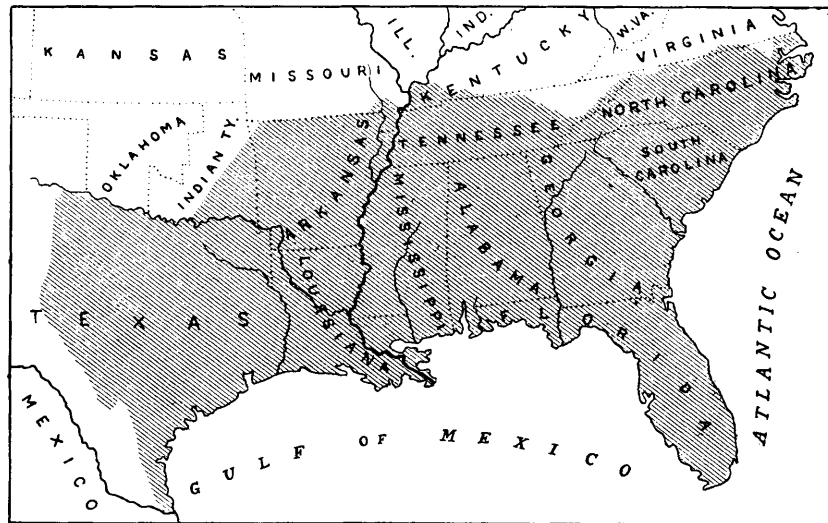 KANSAS
MISSOURI
ILL.
IND.
KENTUCKY
W. VA.
VIRGINIA
OKLAHOMA
INDIAN TY.
ARKANSAS
TENNESSEE
NORTH CAROLINA
SOUTH
CAROLINA
MISSISSIPPI
ALABAMA
GEORGIA
LOUISIANA
TEXAS
FLORIDA
MEXICO
GULF OF MEXICO
ATLANTIC OCEAN